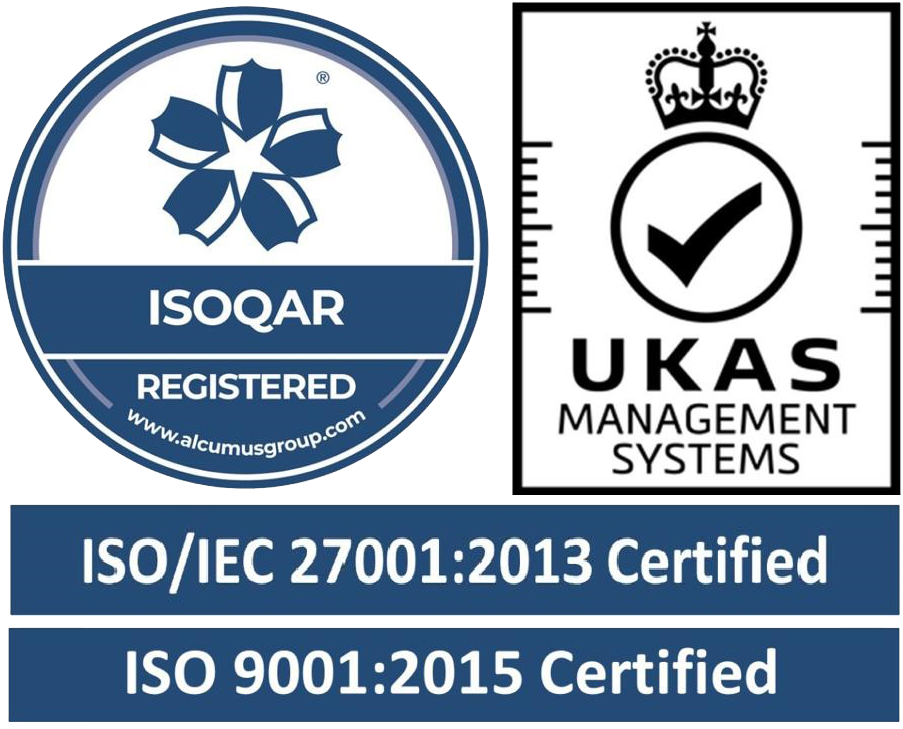 ®
ISOQAR
REGISTERED
www.alcumusgroup.com
UKAS
MANAGEMENT
SYSTEMS
ISO/IEC 27001:2013 Certified
ISO 9001:2015 Certified